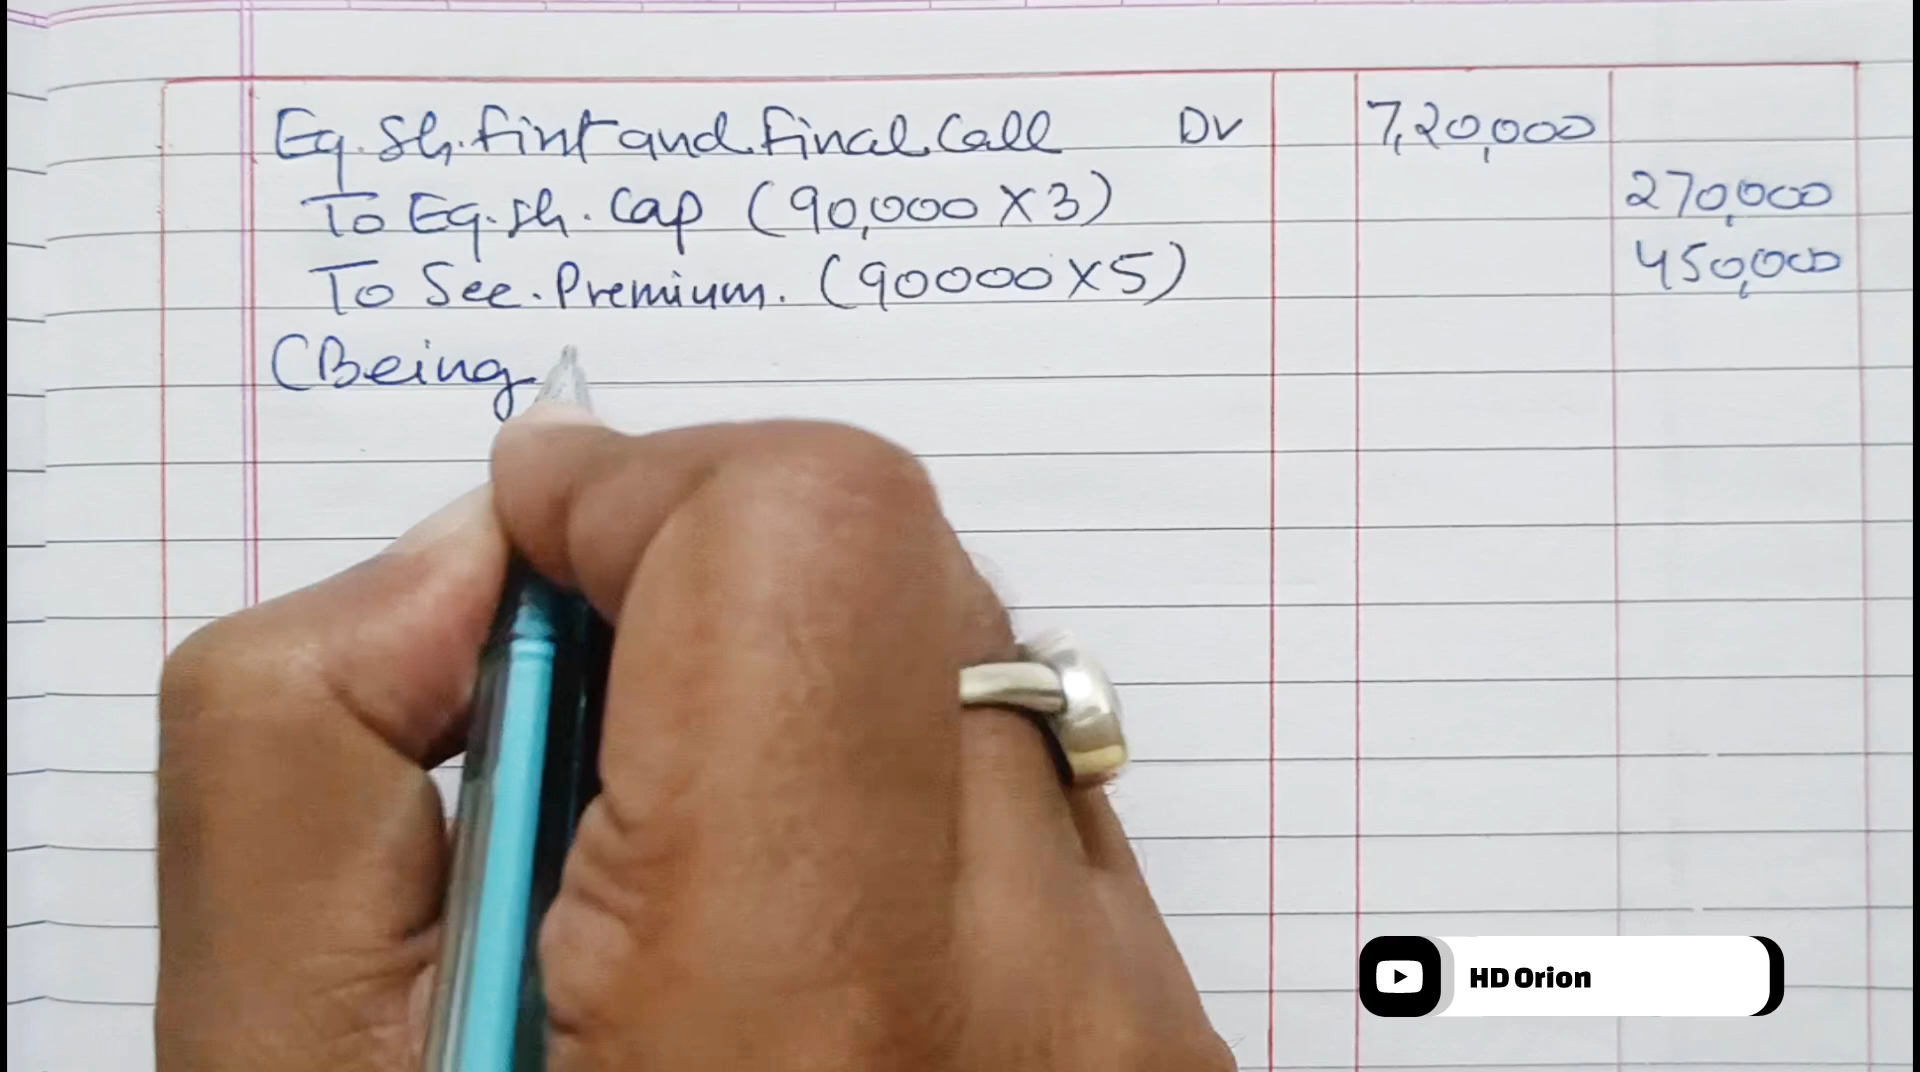 Eq. Sh. first and final Call Dr 7,20,000
To Eq. sh. Cap (90,000 X 3) 270,000
To Sec. Premium. (90000 X 5) 450,000
(Being
HD Orion